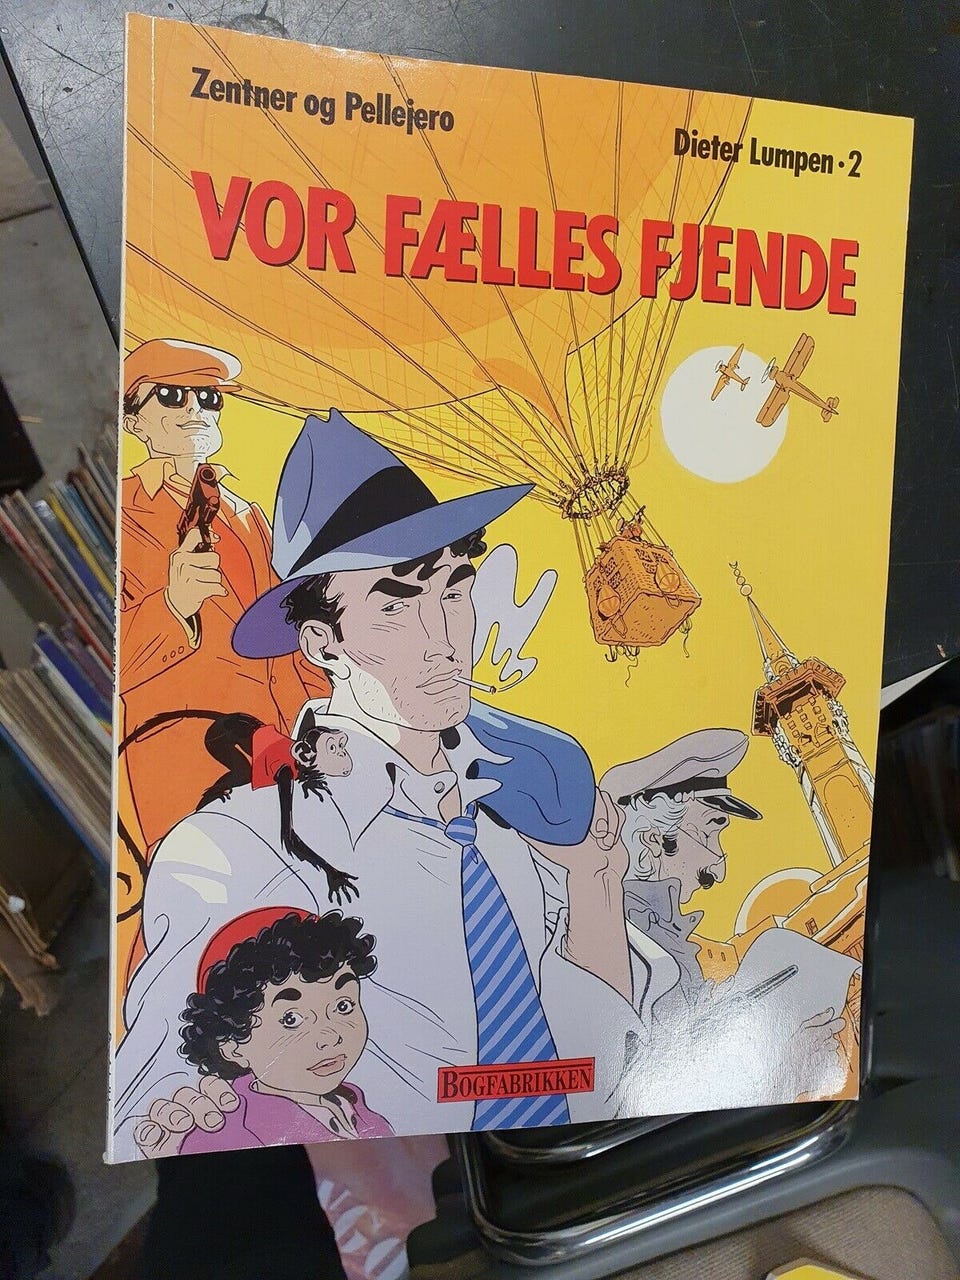 Zentner og Pellejero
Dieter Lumpen · 2
VOR FÆLLES FJENDE
BOGFABRIKKEN